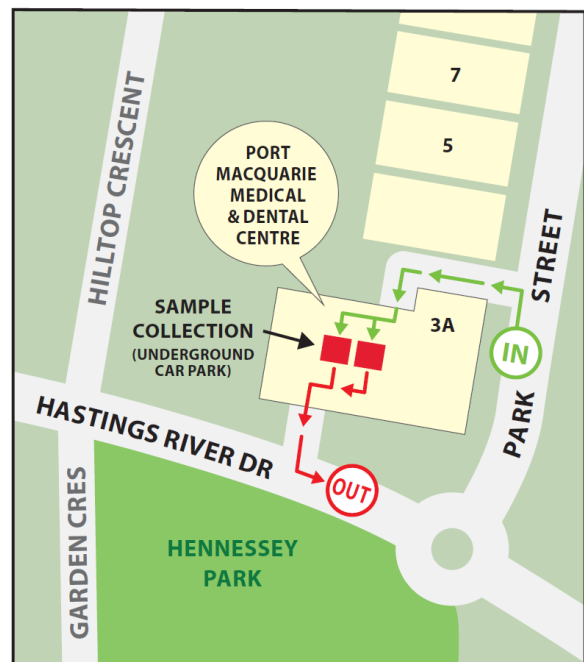 7
5
PORT
MACQUARIE
MEDICAL
& DENTAL
CENTRE
HILLTOP CRESCENT
PARK STREET
3A
SAMPLE
COLLECTION
(UNDERGROUND
CAR PARK)
IN
HASTINGS RIVER DR
OUT
GARDEN CRES
HENNESSEY
PARK